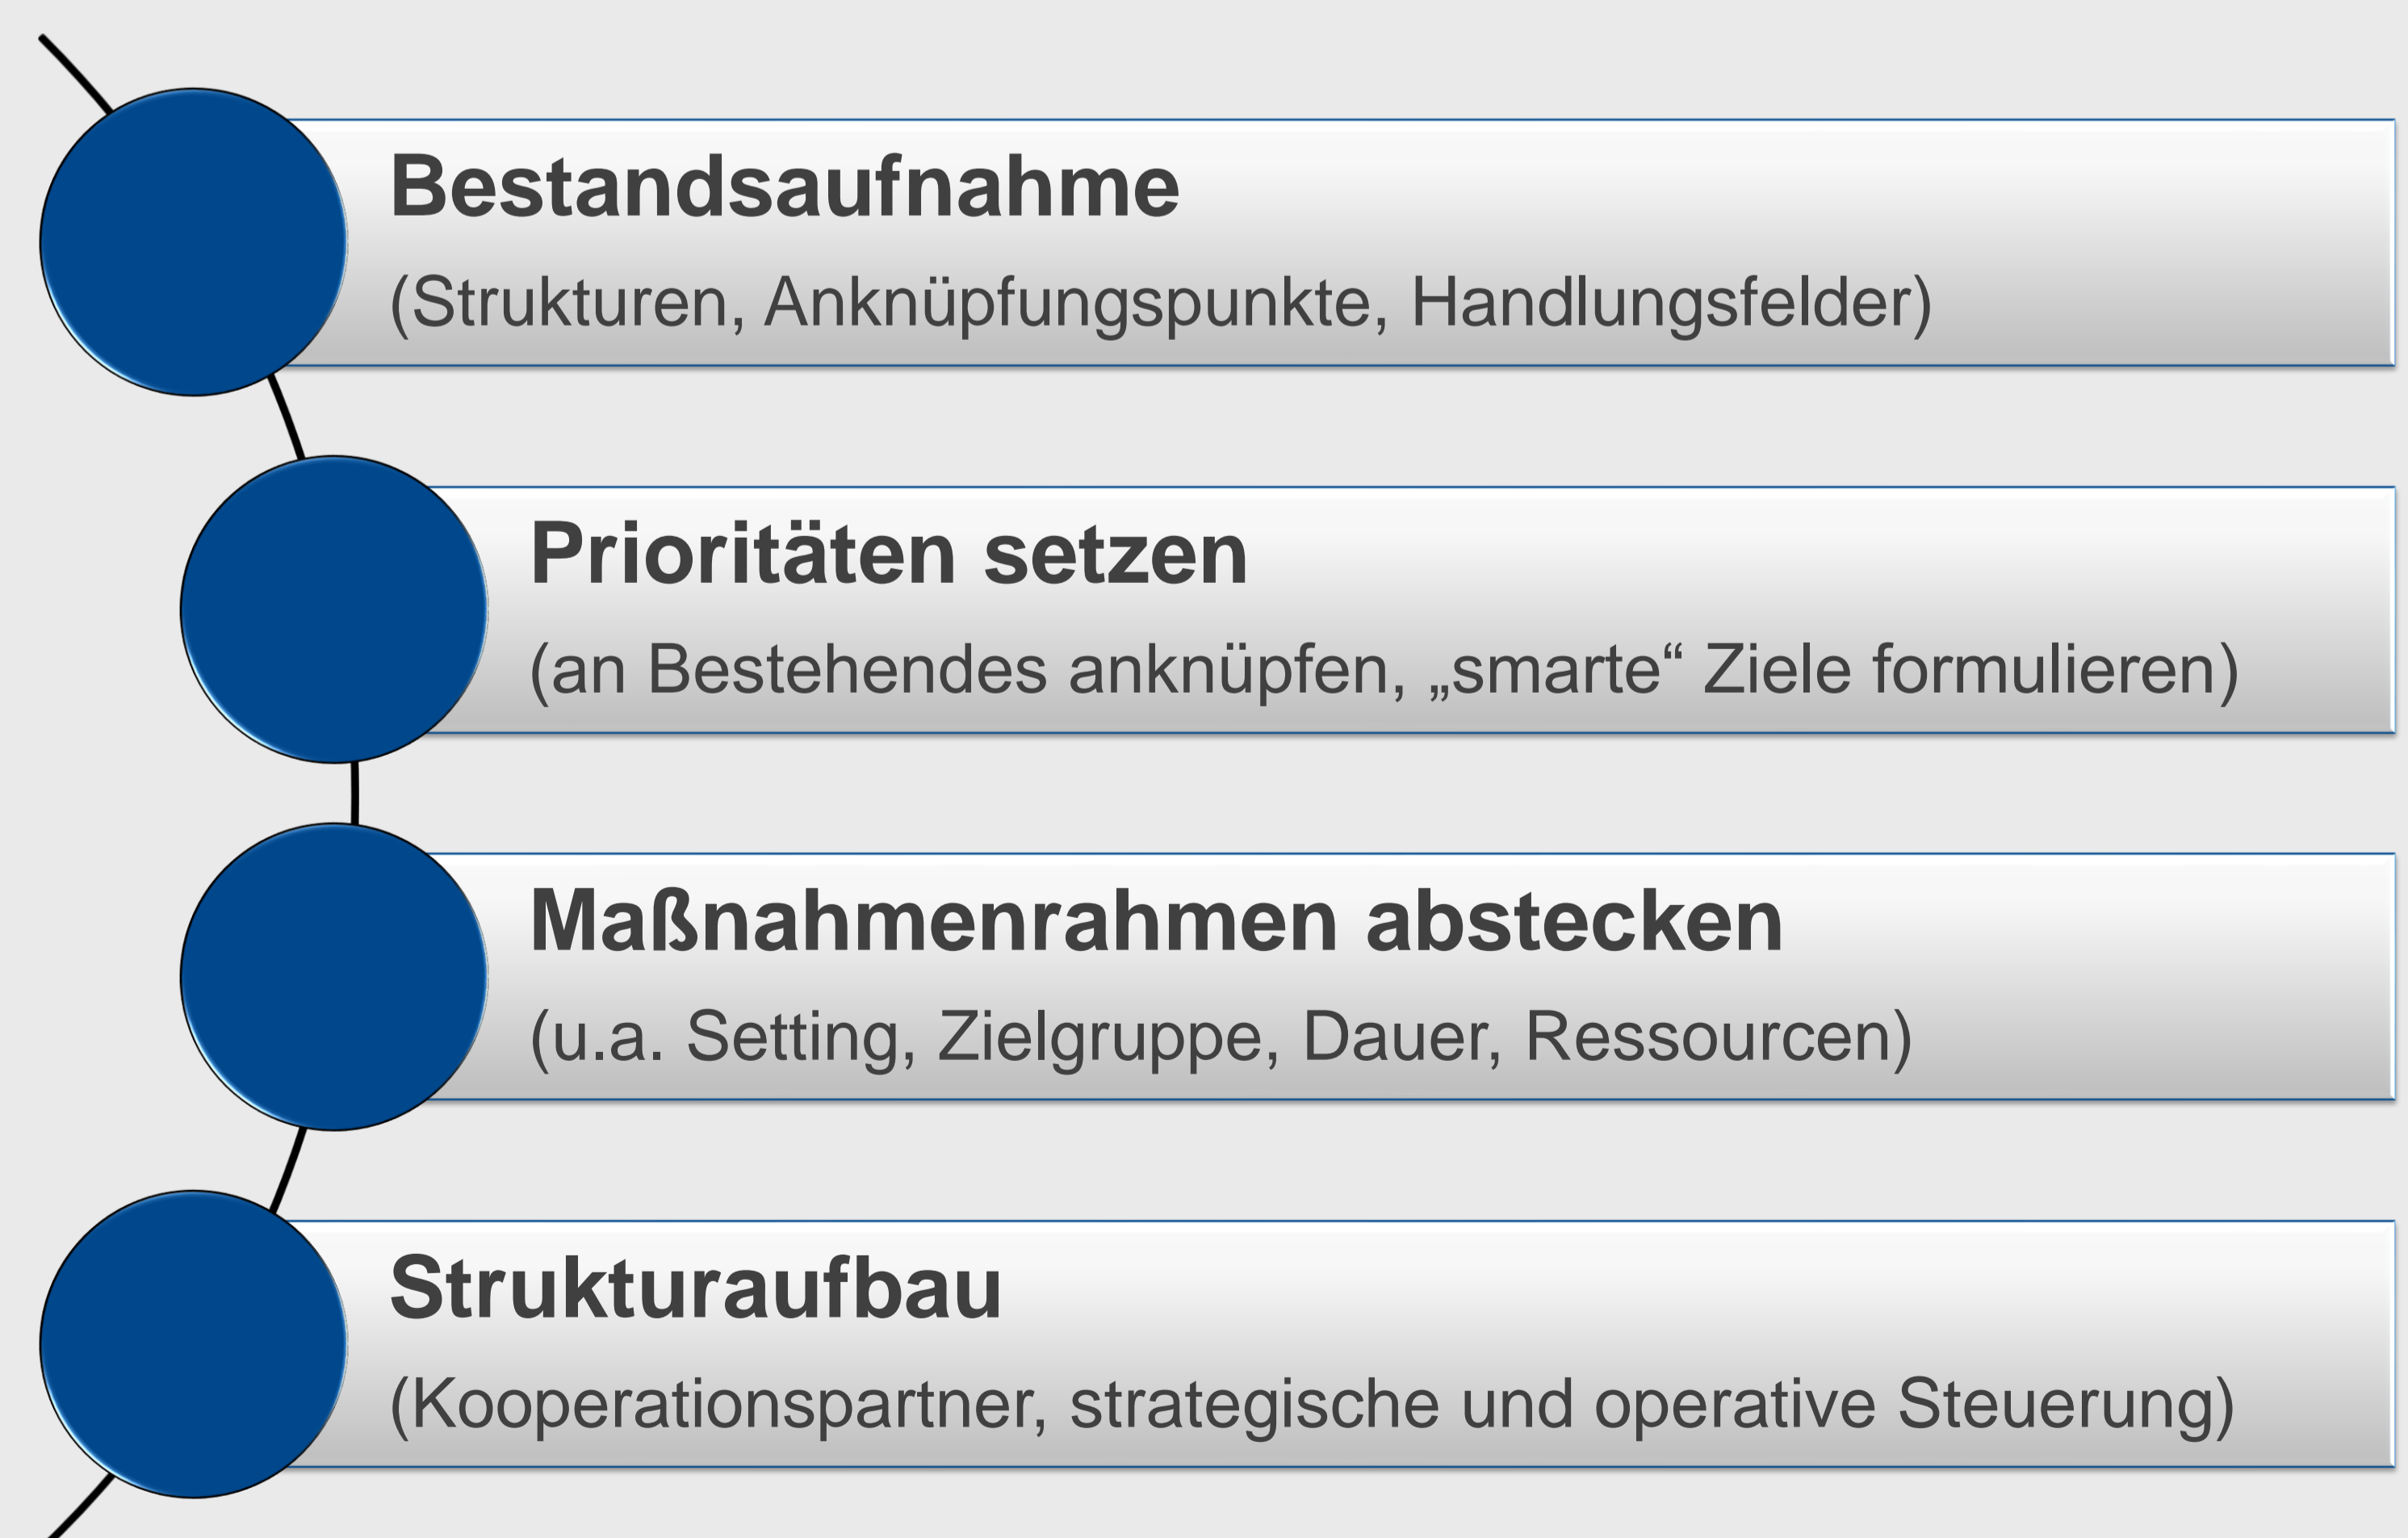 Bestandsaufnahme
(Strukturen, Anknüpfungspunkte, Handlungsfelder)
Prioritäten setzen
(an Bestehendes anknüpfen, „smarte“ Ziele formulieren)
Maßnahmenrahmen abstecken
(u.a. Setting, Zielgruppe, Dauer, Ressourcen)
Strukturaufbau
(Kooperationspartner, strategische und operative Steuerung)